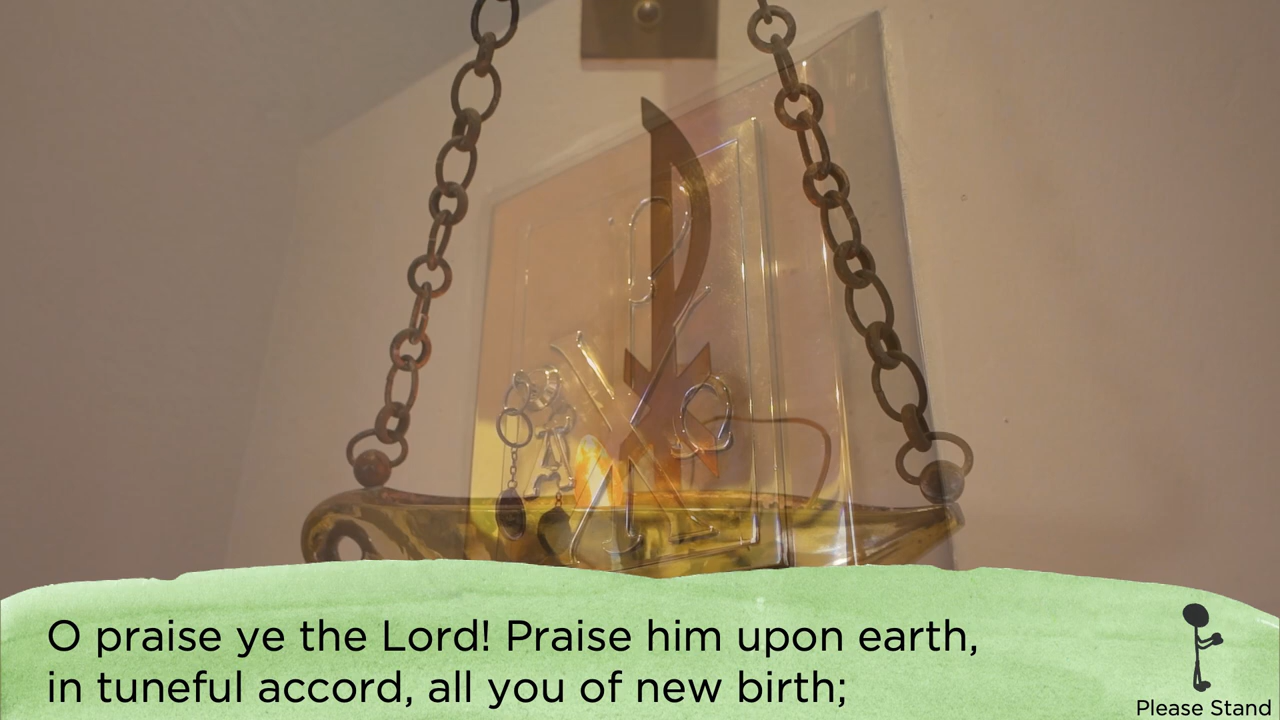 O praise ye the Lord! Praise him upon earth,
in tuneful accord, all you of new birth;
Please Stand